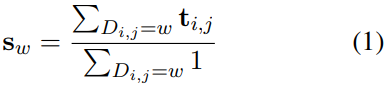 s_w = \frac{\sum_{D_{i,j}=w} t_{i,j}}{\sum_{D_{i,j}=w} 1} (1)